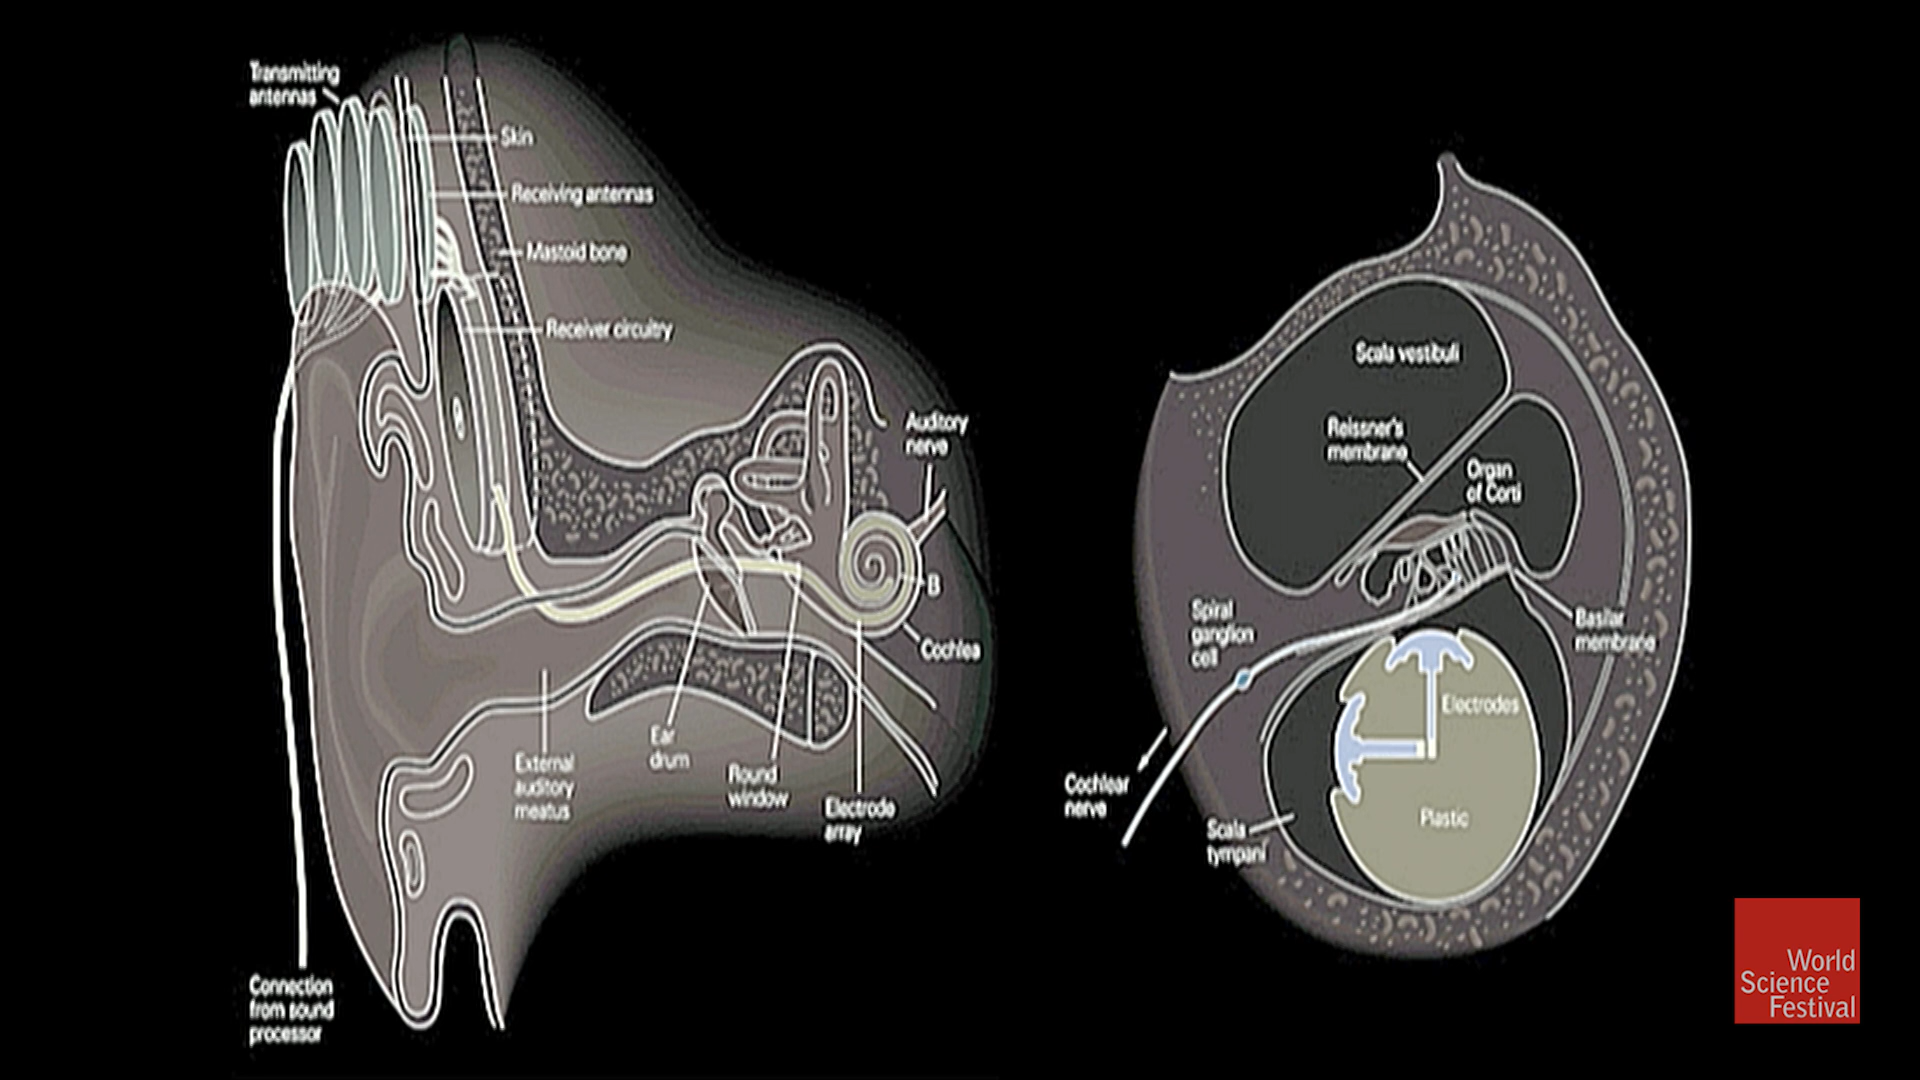 Transmitting
antennas
Skin
Receiving antennas
Mastoid bone
Receiver circuitry
Auditory
nerve
B
Cochlea
Ear
drum
External
auditory
meatus
Round
window
Electrode
array
Connection
from sound
processor
Scala vestibuli
Reissner's
membrane
Organ
of Corti
Spiral
ganglion
cell
Basilar
membrane
Electrodes
Plastic
Cochlear
nerve
Scala
tympani
World
Science
Festival